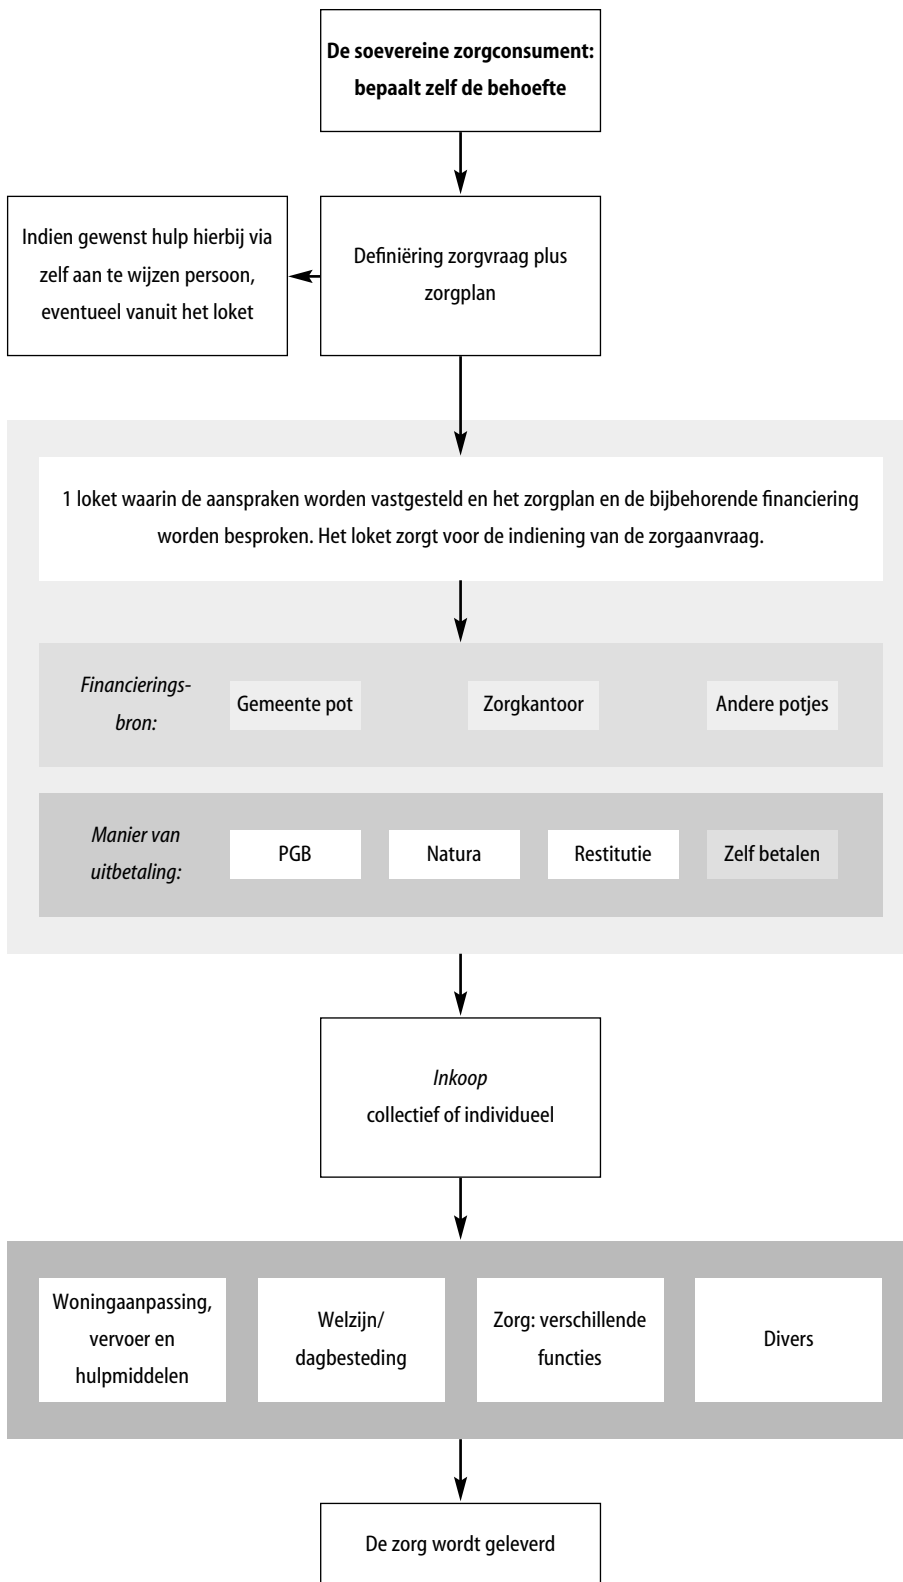 De soevereine zorgconsument:
bepaalt zelf de behoefte
Indien gewenst hulp hierbij via
zelf aan te wijzen persoon,
eventueel vanuit het loket
Definiëring zorgvraag plus
zorgplan
1 loket waarin de aanspraken worden vastgesteld en het zorgplan en de bijbehorende financiering
worden besproken. Het loket zorgt voor de indiening van de zorgaanvraag.
Financierings-
bron:
Gemeente pot
Zorgkantoor
Andere potjes
Manier van
uitbetaling:
PGB
Natura
Restitutie
Zelf betalen
Inkoop
collectief of individueel
Woningaanpassing,
vervoer en
hulpmiddelen
Welzijn/
dagbesteding
Zorg: verschillende
functies
Divers
De zorg wordt geleverd